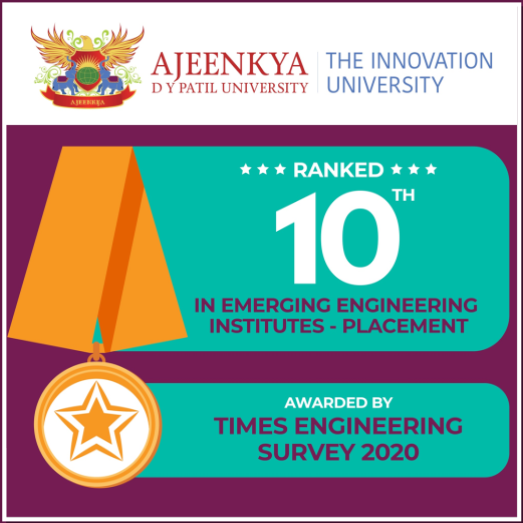 AJEENKYA
AJEENKYA
D Y PATIL UNIVERSITY
THE INNOVATION
UNIVERSITY
RANKED
10TH
IN EMERGING ENGINEERING
INSTITUTES - PLACEMENT
AWARDED BY
TIMES ENGINEERING
SURVEY 2020